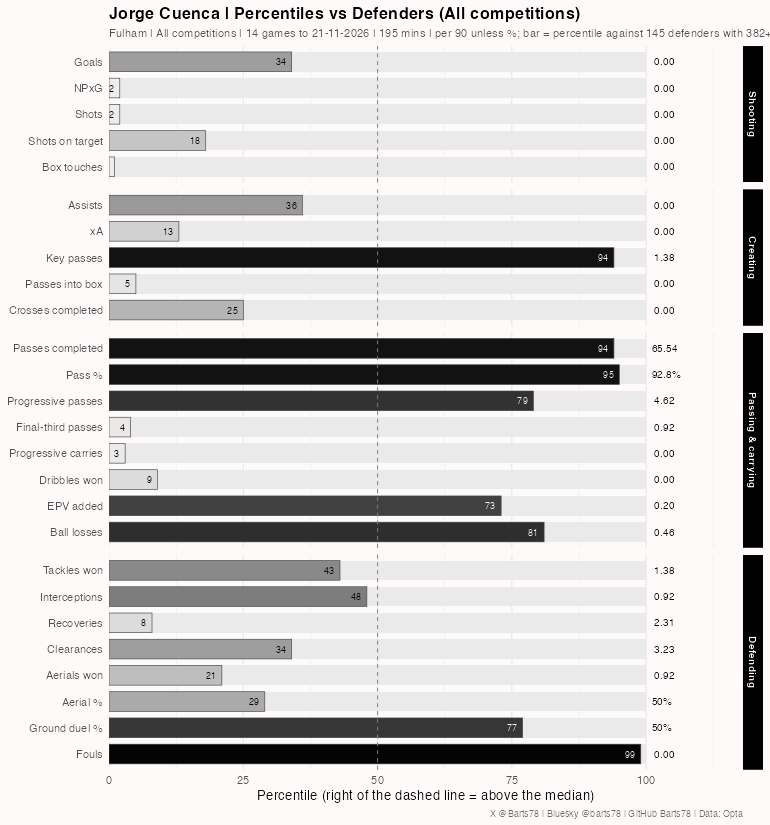 Jorge Cuenca | Percentiles vs Defenders (All competitions)
Fulham | All competitions | 14 games to 21-11-2026 | 195 mins | per 90 unless %; bar = percentile against 145 defenders with 382+
Goals 34 0.00
NPxG 2 0.00
Shots 2 0.00
Shots on target 18 0.00
Box touches 0.00
Shooting
Assists 36 0.00
xA 13 0.00
Key passes 94 1.38
Passes into box 5 0.00
Crosses completed 25 0.00
Creating
Passes completed 94 65.54
Pass % 95 92.8%
Progressive passes 79 4.62
Final-third passes 4 0.92
Progressive carries 3 0.00
Dribbles won 9 0.00
EPV added 73 0.20
Ball losses 81 0.46
Passing & carrying
Tackles won 43 1.38
Interceptions 48 0.92
Recoveries 8 2.31
Clearances 34 3.23
Aerials won 21 0.92
Aerial % 29 50%
Ground duel % 77 50%
Fouls 99 0.00
Defending
0 25 50 75 100
Percentile (right of the dashed line = above the median)
X @Barts78 | Bluesky @barts78 | GitHub Barts78 | Data: Opta